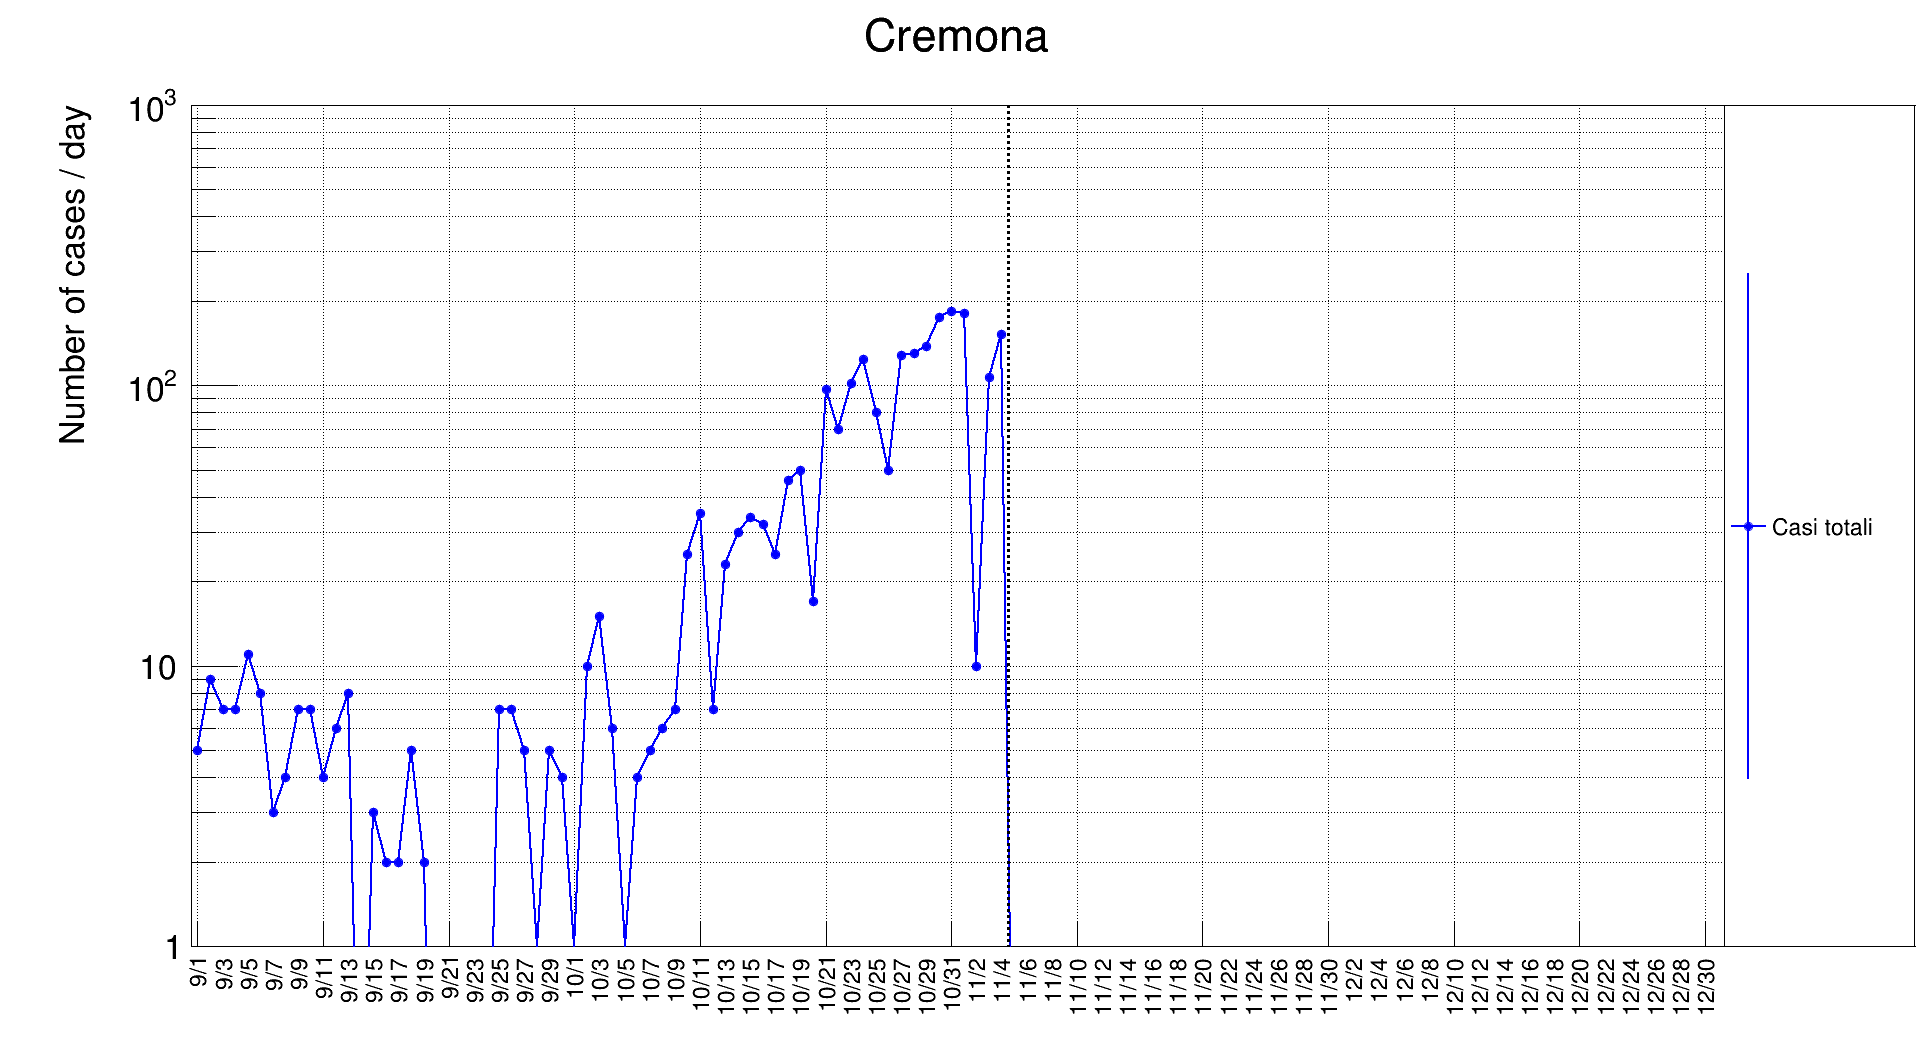 Cremona
Number of cases / day
10³
10²
10
1
9/1 9/3 9/5 9/7 9/9 9/11 9/13 9/15 9/17 9/19 9/21 9/23 9/25 9/27 9/29 10/1 10/3 10/5 10/7 10/9 10/11 10/13 10/15 10/17 10/19 10/21 10/23 10/25 10/27 10/29 10/31 11/2 11/4 11/6 11/8 11/10 11/12 11/14 11/16 11/18 11/20 11/22 11/24 11/26 11/28 11/30 12/2 12/4 12/6 12/8 12/10 12/12 12/14 12/16 12/18 12/20 12/22 12/24 12/26 12/28 12/30
Casi totali